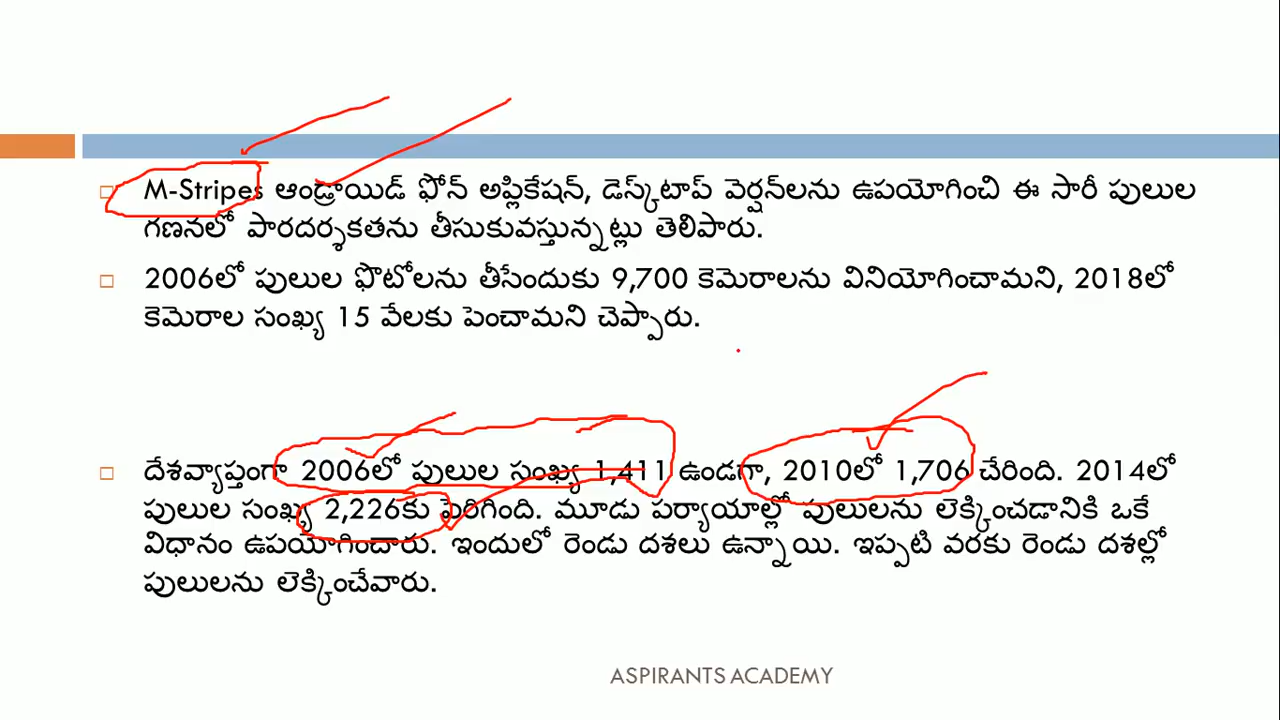 M-Stripes ఆండ్రాయిడ్ ఫోన్ అప్లికేషన్, డెస్క్‌టాప్ వెర్షన్‌లను ఉపయోగించి ఈ సారీ పులుల
గణనలో పారదర్శకతను తీసుకువస్తున్నట్లు తెలిపారు.
2006లో పులుల ఫొటోలను తీసేందుకు 9,700 కెమెరాలను వినియోగించామని, 2018లో
కెమెరాల సంఖ్య 15 వేలకు పెంచామని చెప్పారు.
దేశవ్యాప్తంగా 2006లో పులుల సంఖ్య 1,411 ఉండగా, 2010లో 1,706 చేరింది. 2014లో
పులుల సంఖ్య 2,226కు పెరిగింది. మూడు పర్యాయాల్లో పులులను లెక్కించడానికి ఒకే
విధానం ఉపయోగించారు. ఇందులో రెండు దశలు ఉన్నాయి. ఇప్పటి వరకు రెండు దశల్లో
పులులను లెక్కించేవారు.
ASPIRANTS ACADEMY